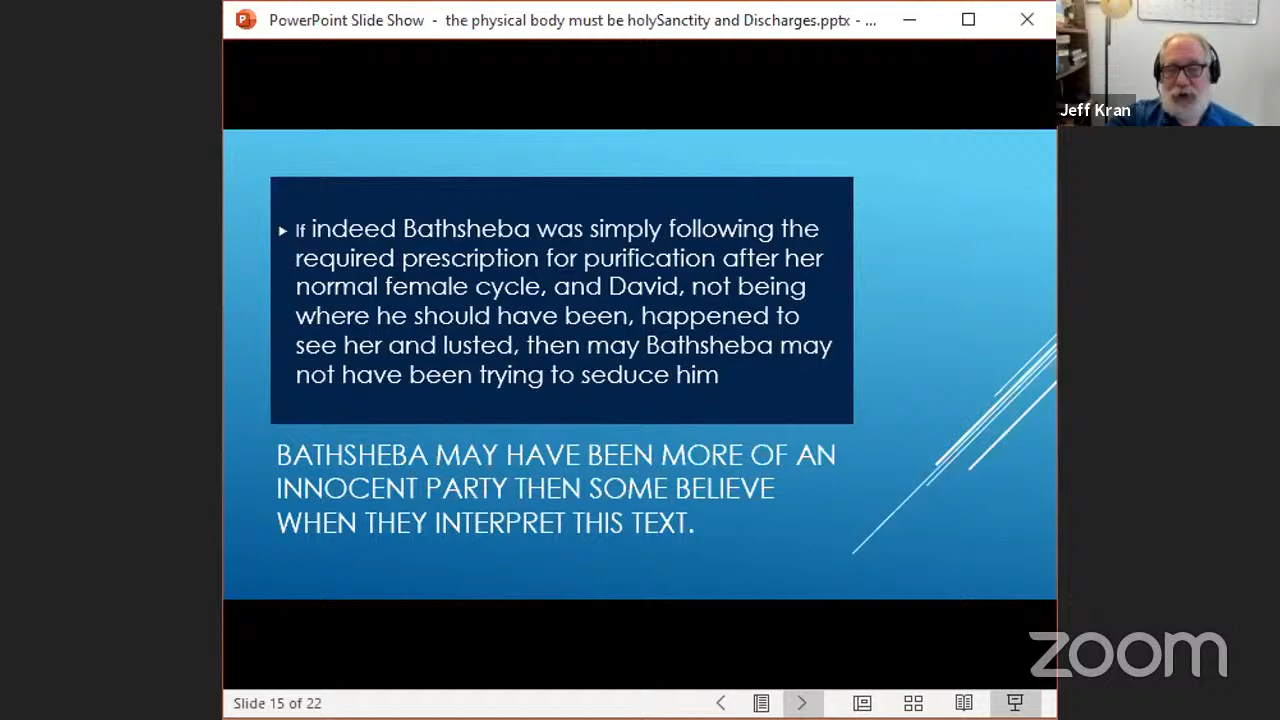 PowerPoint Slide Show - the physical body must be holySanctity and Discharges.pptx - ...
Jeff Kran
If indeed Bathsheba was simply following the
required prescription for purification after her
normal female cycle, and David, not being
where he should have been, happened to
see her and lusted, then may Bathsheba may
not have been trying to seduce him
BATHSHEBA MAY HAVE BEEN MORE OF AN
INNOCENT PARTY THEN SOME BELIEVE
WHEN THEY INTERPRET THIS TEXT.
zoom
Slide 15 of 22